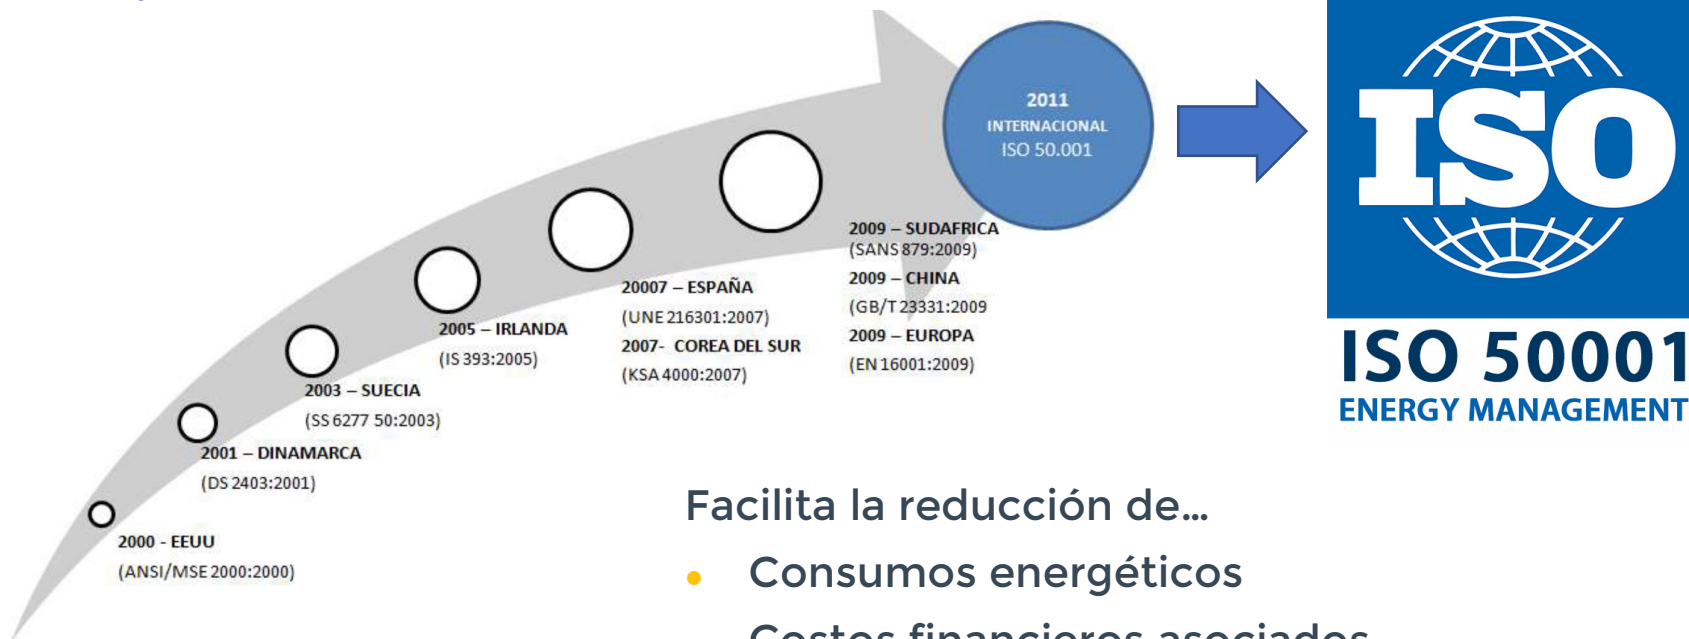 2011
INTERNACIONAL
ISO 50.001
ISO
ISO 50001
ENERGY MANAGEMENT
2009 – SUDAFRICA
(SANS 879:2009)
2009 – CHINA
(GB/T 23331:2009
2009 – EUROPA
(EN 16001:2009)
20007 – ESPAÑA
(UNE 216301:2007)
2007- COREA DEL SUR
(KSA 4000:2007)
2005 – IRLANDA
(IS 393:2005)
2003 – SUECIA
(SS 6277 50:2003)
2001 – DINAMARCA
(DS 2403:2001)
2000 - EEUU
(ANSI/MSE 2000:2000)
Facilita la reducción de...
• Consumos energéticos
Costos financieros asociados